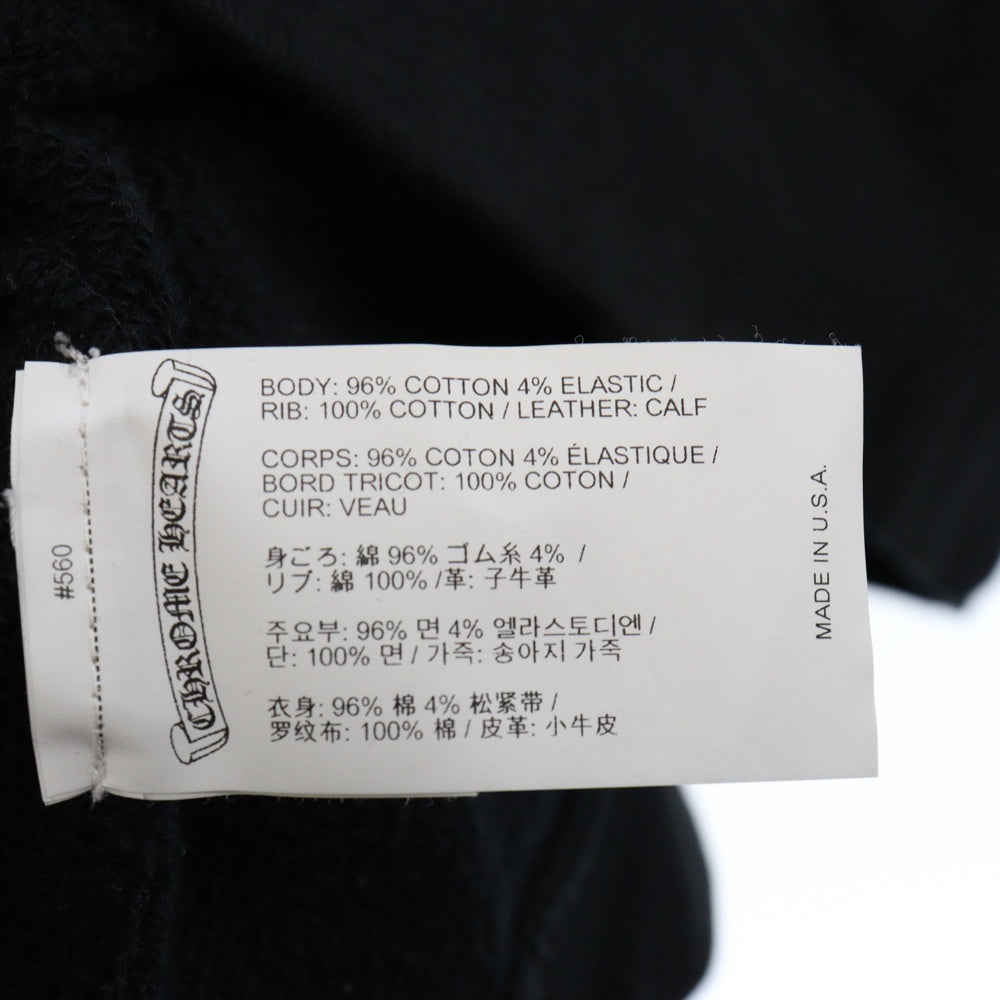 #560
CHROME HEARTS
BODY: 96% COTTON 4% ELASTIC /
RIB: 100% COTTON / LEATHER: CALF
CORPS: 96% COTON 4% ÉLASTIQUE /
BORD TRICOT: 100% COTON /
CUIR: VEAU
身ごろ: 綿 96% ゴム糸 4% /
リブ: 綿 100% /革: 子牛革
주요부: 96% 면 4% 엘라스토디엔 /
단: 100% 면 / 가죽: 송아지 가죽
衣身: 96% 棉 4% 松紧带 /
罗纹布: 100% 棉 / 皮革: 小牛皮
MADE IN U.S.A.